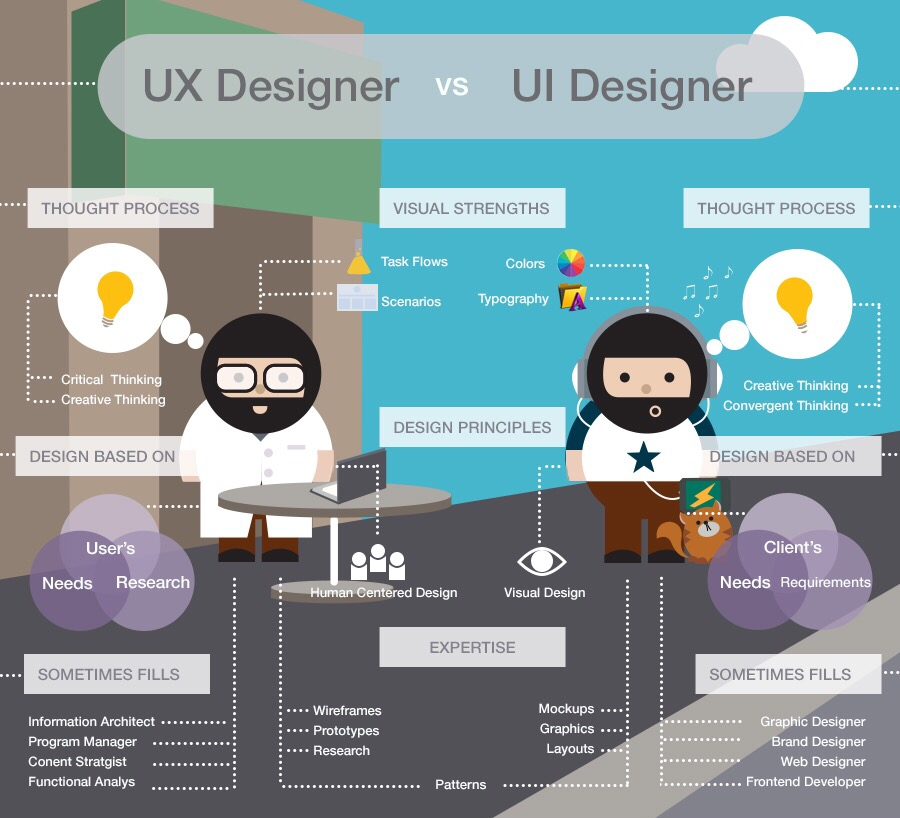 UX Designer vs UI Designer
THOUGHT PROCESS
VISUAL STRENGTHS
THOUGHT PROCESS
Task Flows
Scenarios
Colors
Typography
Critical Thinking
Creative Thinking
Creative Thinking
Convergent Thinking
DESIGN PRINCIPLES
DESIGN BASED ON
DESIGN BASED ON
User's
Needs
Research
Human Centered Design
Visual Design
Client's
Needs
Requirements
EXPERTISE
SOMETIMES FILLS
SOMETIMES FILLS
Information Architect
Program Manager
Conent Stratgist
Functional Analys
Wireframes
Prototypes
Research
Mockups
Graphics
Layouts
Patterns
Graphic Designer
Brand Designer
Web Designer
Frontend Developer